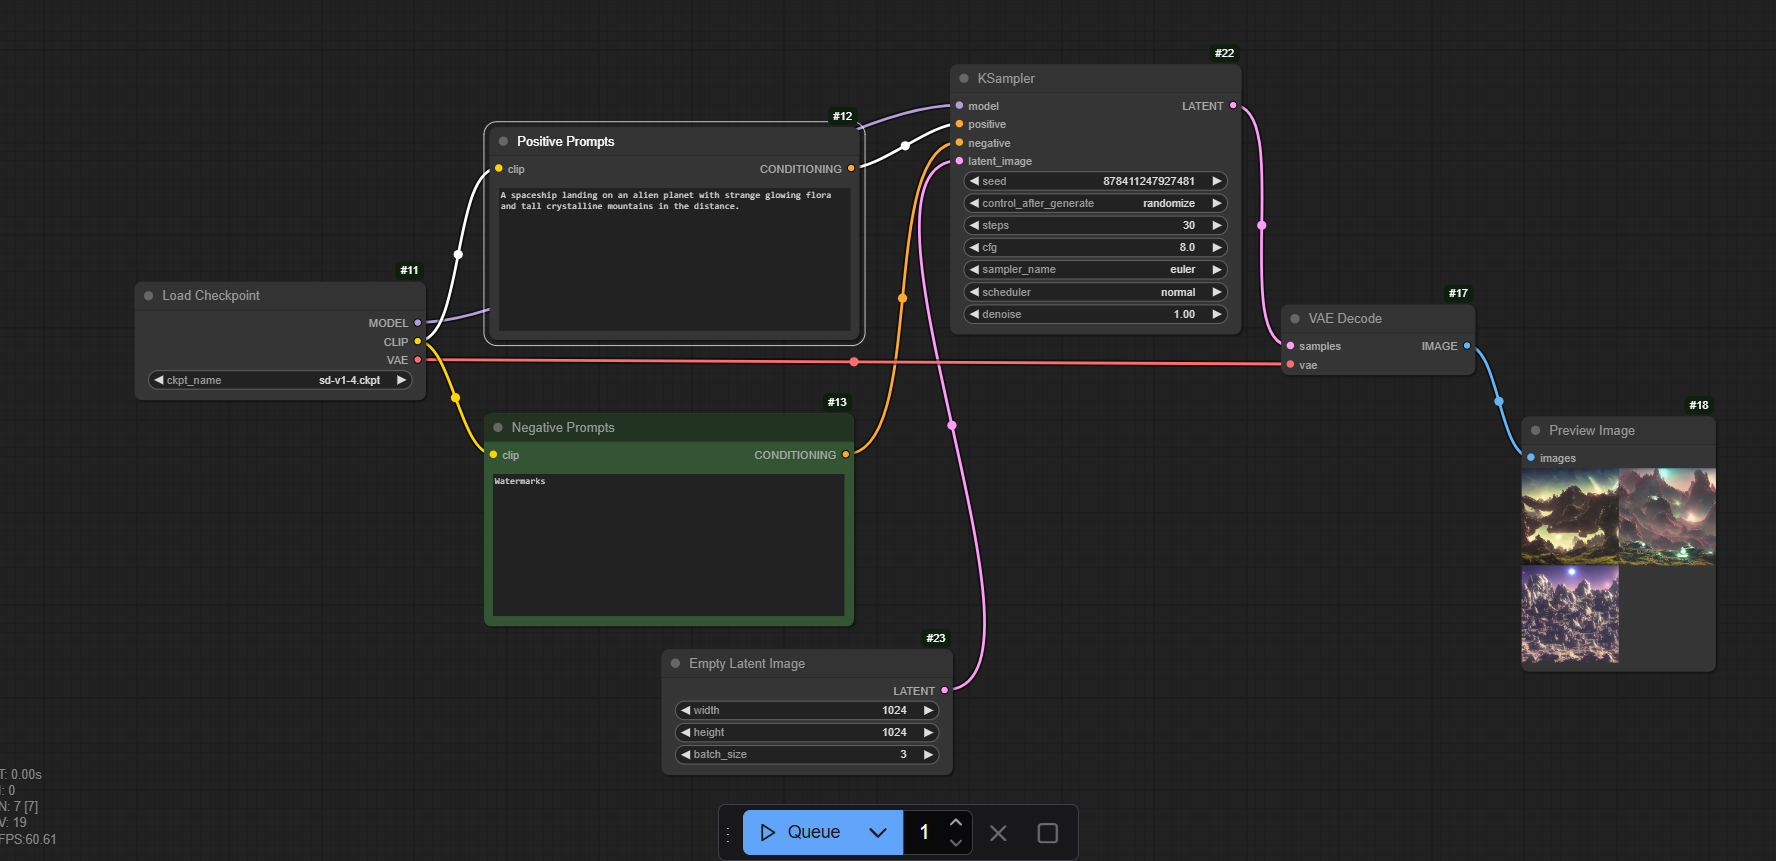 #11
Load Checkpoint
MODEL
CLIP
VAE
ckpt_name sd-v1-4.ckpt
#12
Positive Prompts
clip CONDITIONING
A spaceship landing on an alien planet with strange glowing flora
and tall crystalline mountains in the distance.
#13
Negative Prompts
clip CONDITIONING
Watermarks
#23
Empty Latent Image
LATENT
width 1024
height 1024
batch_size 3
#22
KSampler
model LATENT
positive
negative
latent_image
seed 878411247927481
control_after_generate randomize
steps 30
cfg 8.0
sampler_name euler
scheduler normal
denoise 1.00
#17
VAE Decode
samples IMAGE
vae
#18
Preview Image
images
T: 0.00s
I: 0
N: 7 [7]
V: 19
FPS:60.61
Queue 1